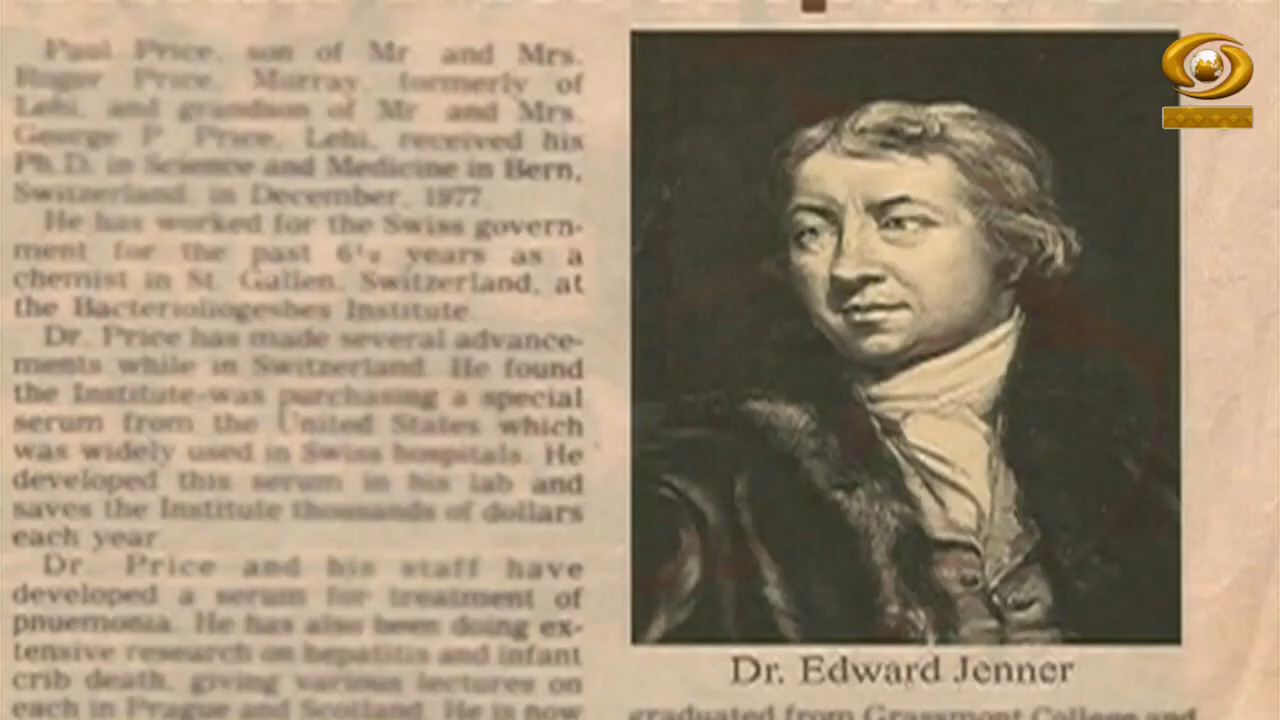 Paul Price, son of Mr and Mrs.
Roger Price, Murray, formerly of
Lehi, and grandson of Mr and Mrs.
George P Price, Lehi, received his
Ph.D. in Science and Medicine in Bern,
Switzerland, in December, 1977.
He has worked for the Swiss govern-
ment for the past 6½ years as a
chemist in St. Gallen, Switzerland, at
the Bacterioliogeshes Institute.
Dr. Price has made several advance-
ments while in Switzerland. He found
the Institute was purchasing a special
serum from the United States which
was widely used in Swiss hospitals. He
developed this serum in his lab and
saves the Institute thousands of dollars
each year.
Dr. Price and his staff have
developed a serum for treatment of
pnuemonia. He has also been doing ex-
tensive research on hepatitis and infant
crib death, giving various lectures on
each in Prague and Scotland. He is now
Dr. Edward Jenner
graduated from Grassmont College and